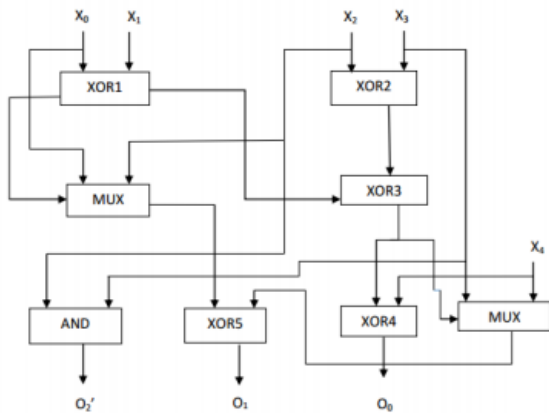 X₀ X₁ X₂ X₃
XOR1 XOR2
MUX XOR3
X₄
AND XOR5 XOR4 MUX
O₂' O₁ O₀